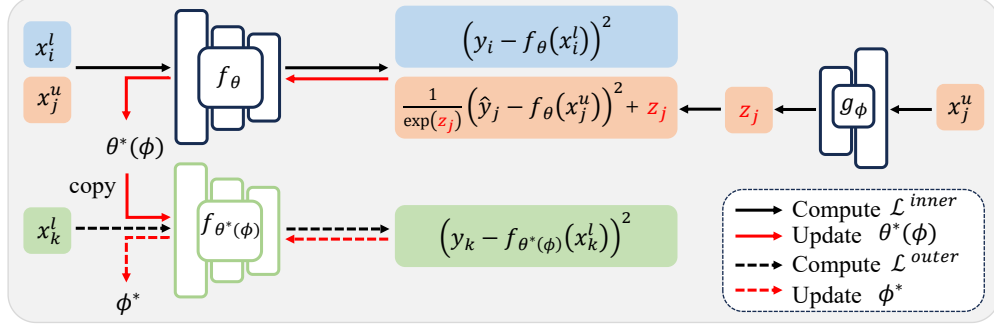 x_i^l
x_j^u
f_θ
(y_i − f_θ(x_i^l))^2
1/exp(z_j) (ŷ_j − f_θ(x_j^u))^2 + z_j
z_j
g_ϕ
x_j^u
θ*(ϕ)
copy
x_k^l
f_θ*(ϕ)
(y_k − f_θ*(ϕ)(x_k^l))^2
ϕ*
Compute ℒ^inner
Update θ*(ϕ)
Compute ℒ^outer
Update ϕ*